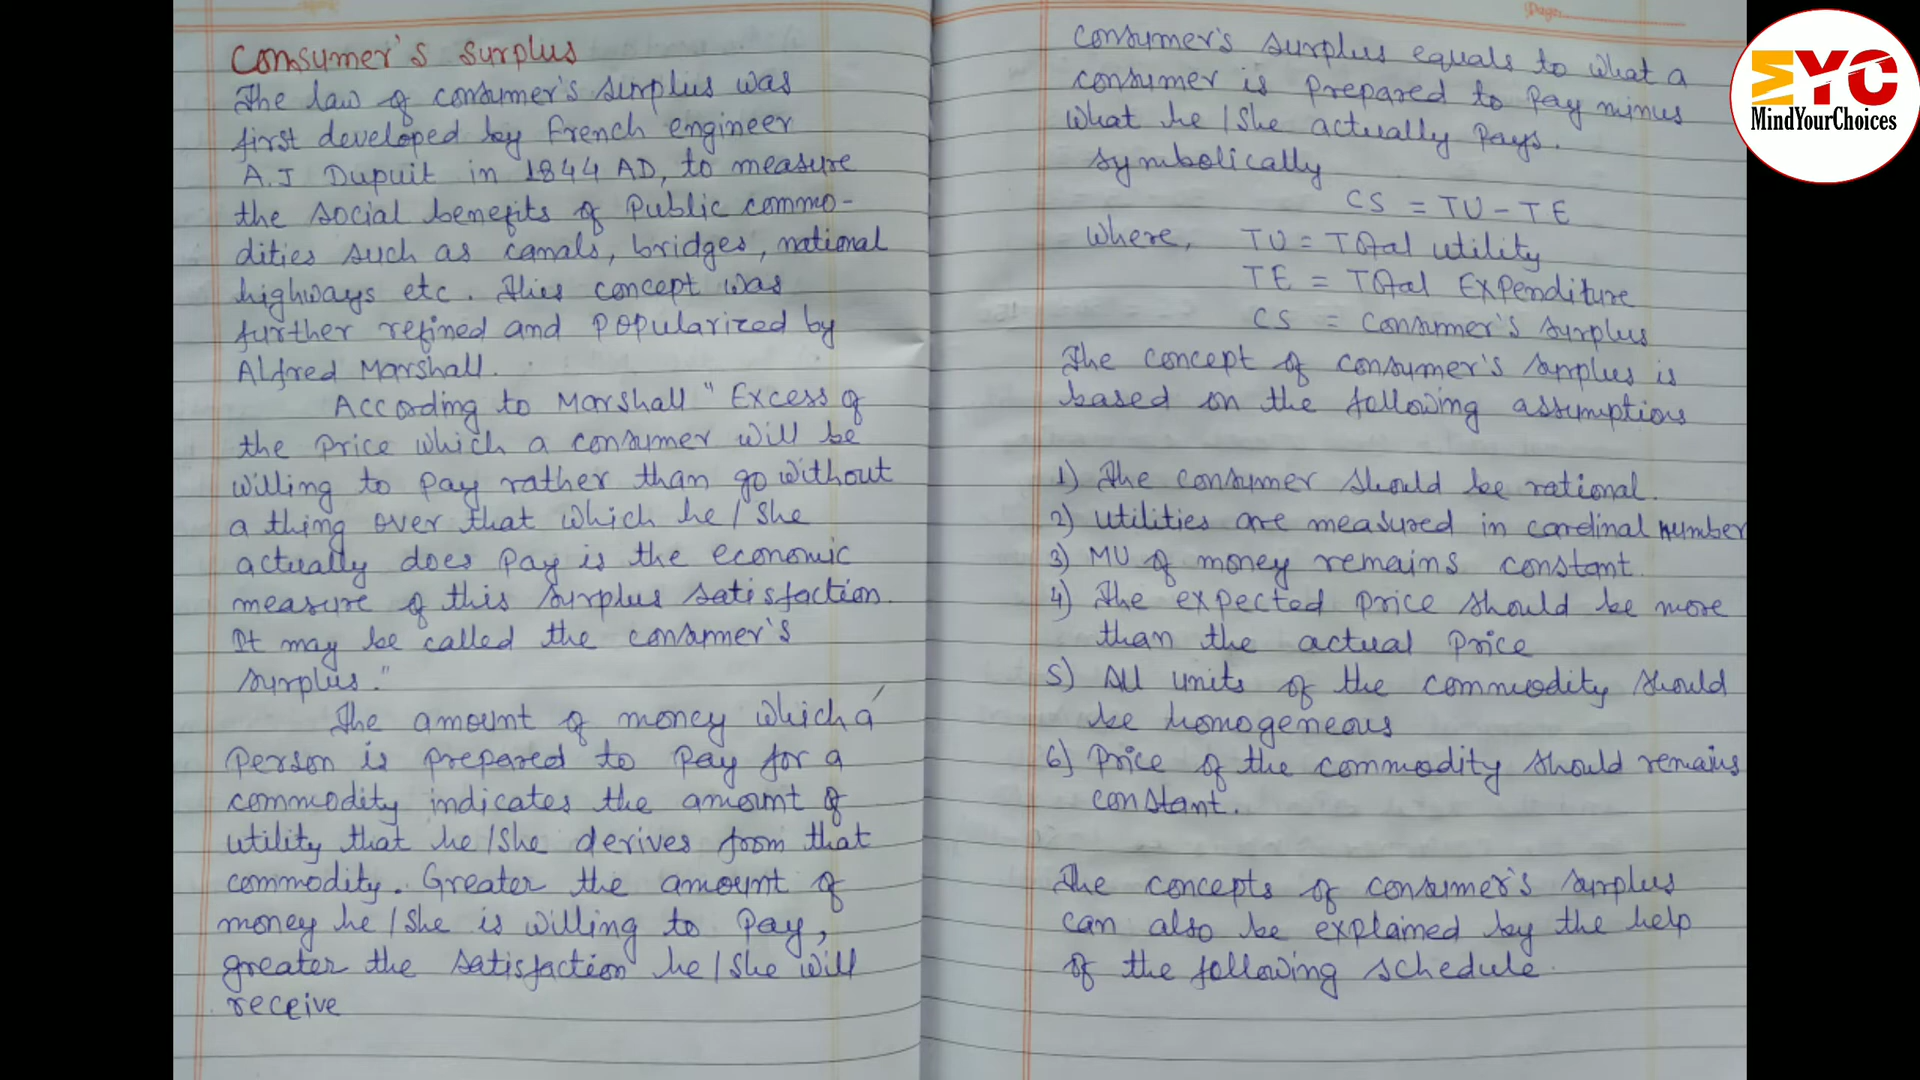 Consumer's surplus
The law of consumer's surplus was
first developed by French engineer
A.J Dupuit in 1844 AD, to measure
the social benefits of Public commo-
dities such as canals, bridges, national
highways etc. This concept was
further refined and popularized by
Alfred Marshall.
According to Marshall "Excess of
the price which a consumer will be
willing to pay rather than go without
a thing over that which he/she
actually does pay is the economic
measure of this surplus satisfaction.
It may be called the consumer's
surplus."
The amount of money which a
person is prepared to pay for a
commodity indicates the amount of
utility that he/she derives from that
commodity. Greater the amount of
money he/she is willing to pay,
greater the satisfaction he/she will
receive
Page:
consumer's surplus equals to what a
consumer is prepared to pay minus
what he/she actually pays.
symbolically
CS = TU - TE
where, TU = Total utility
TE = Total Expenditure
CS = consumer's surplus
The concept of consumer's surplus is
based on the following assumptions
1) The consumer should be rational.
2) utilities are measured in cardinal number
3) MU of money remains constant.
4) The expected price should be more
than the actual price
5) All units of the commodity should
be homogeneous
6) Price of the commodity should remains
constant.
The concepts of consumer's surplus
can also be explained by the help
of the following schedule.
MYC
MindYourChoices